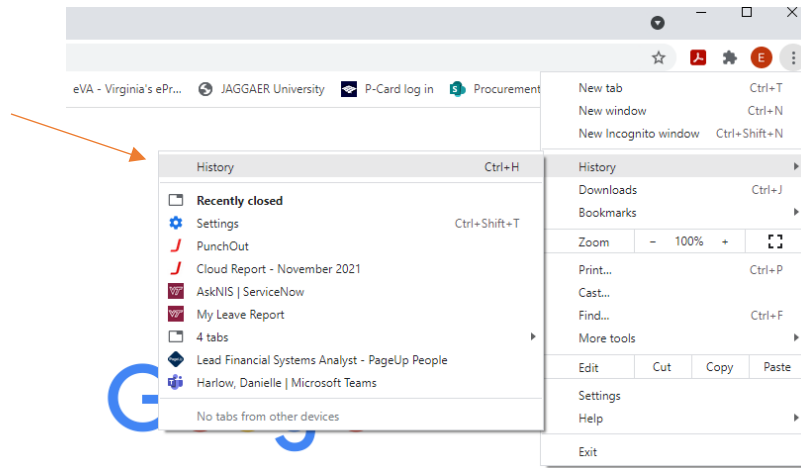 E
eVA - Virginia's ePr... JAGGAER University P-Card log in Procurement
New tab Ctrl+T
New window Ctrl+N
New Incognito window Ctrl+Shift+N
History Ctrl+H
History
Recently closed
Downloads Ctrl+J
Settings Ctrl+Shift+T
Bookmarks
PunchOut
Zoom - 100% +
Cloud Report - November 2021
Print... Ctrl+P
AskNIS | ServiceNow
Cast...
My Leave Report
Find... Ctrl+F
4 tabs
More tools
Lead Financial Systems Analyst - PageUp People
Edit Cut Copy Paste
Harlow, Danielle | Microsoft Teams
Settings
No tabs from other devices
Help
Exit